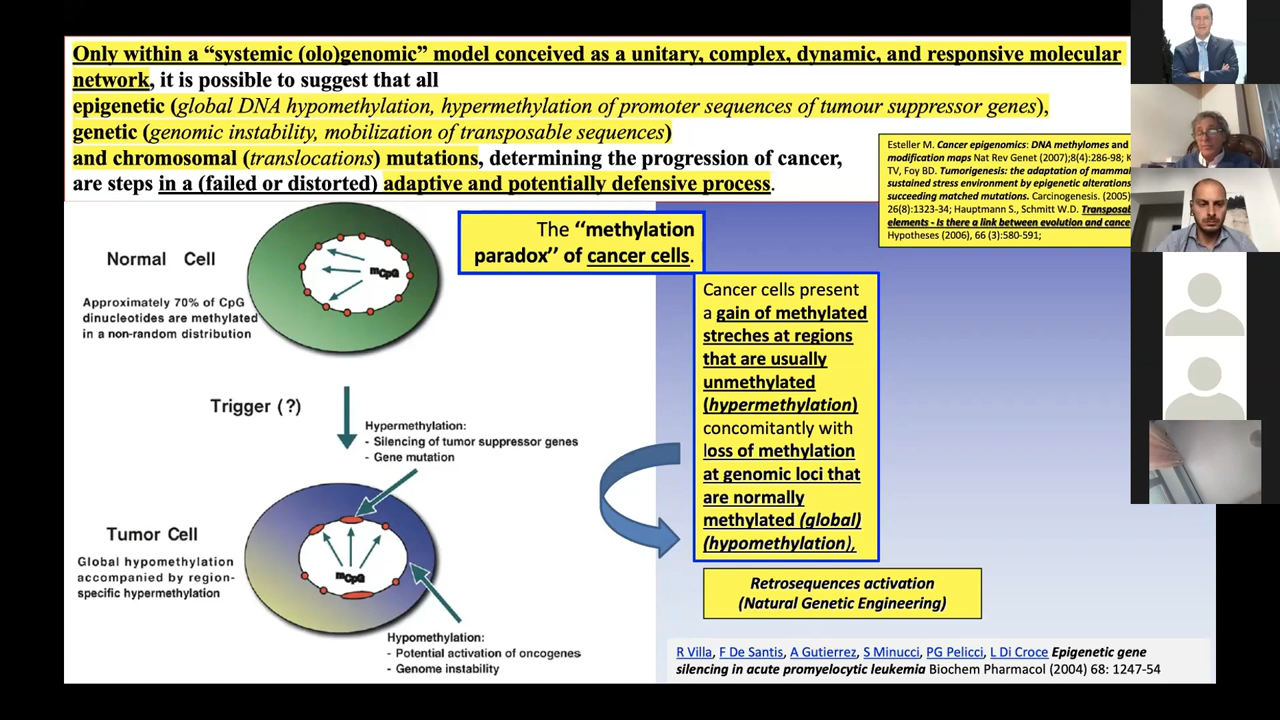 Only within a “systemic (olo)genomic” model conceived as a unitary, complex, dynamic, and responsive molecular
network, it is possible to suggest that all
epigenetic (global DNA hypomethylation, hypermethylation of promoter sequences of tumour suppressor genes),
genetic (genomic instability, mobilization of transposable sequences)
and chromosomal (translocations) mutations, determining the progression of cancer,
are steps in a (failed or distorted) adaptive and potentially defensive process.
Esteller M. Cancer epigenomics: DNA methylomes and
modification maps Nat Rev Genet (2007);8(4):286-98; K
TV, Foy BD. Tumorigenesis: the adaptation of mammal
sustained stress environment by epigenetic alterations
succeeding matched mutations. Carcinogenesis. (2005)
26(8):1323-34; Hauptmann S., Schmitt W.D. Transposab
elements - Is there a link between evolution and cance
Hypotheses (2006), 66 (3):580-591;
The “methylation
paradox” of cancer cells.
Normal Cell
Approximately 70% of CpG
dinucleotides are methylated
in a non-random distribution
mCpG
Trigger (?)
Hypermethylation:
- Silencing of tumor suppressor genes
- Gene mutation
Tumor Cell
Global hypomethylation
accompanied by region-
specific hypermethylation
mCpG
Hypomethylation:
- Potential activation of oncogenes
- Genome instability
Cancer cells present
a gain of methylated
streches at regions
that are usually
unmethylated
(hypermethylation)
concomitantly with
loss of methylation
at genomic loci that
are normally
methylated (global)
(hypomethylation),
Retrosequences activation
(Natural Genetic Engineering)
R Villa, F De Santis, A Gutierrez, S Minucci, PG Pelicci, L Di Croce Epigenetic gene
silencing in acute promyelocytic leukemia Biochem Pharmacol (2004) 68: 1247-54